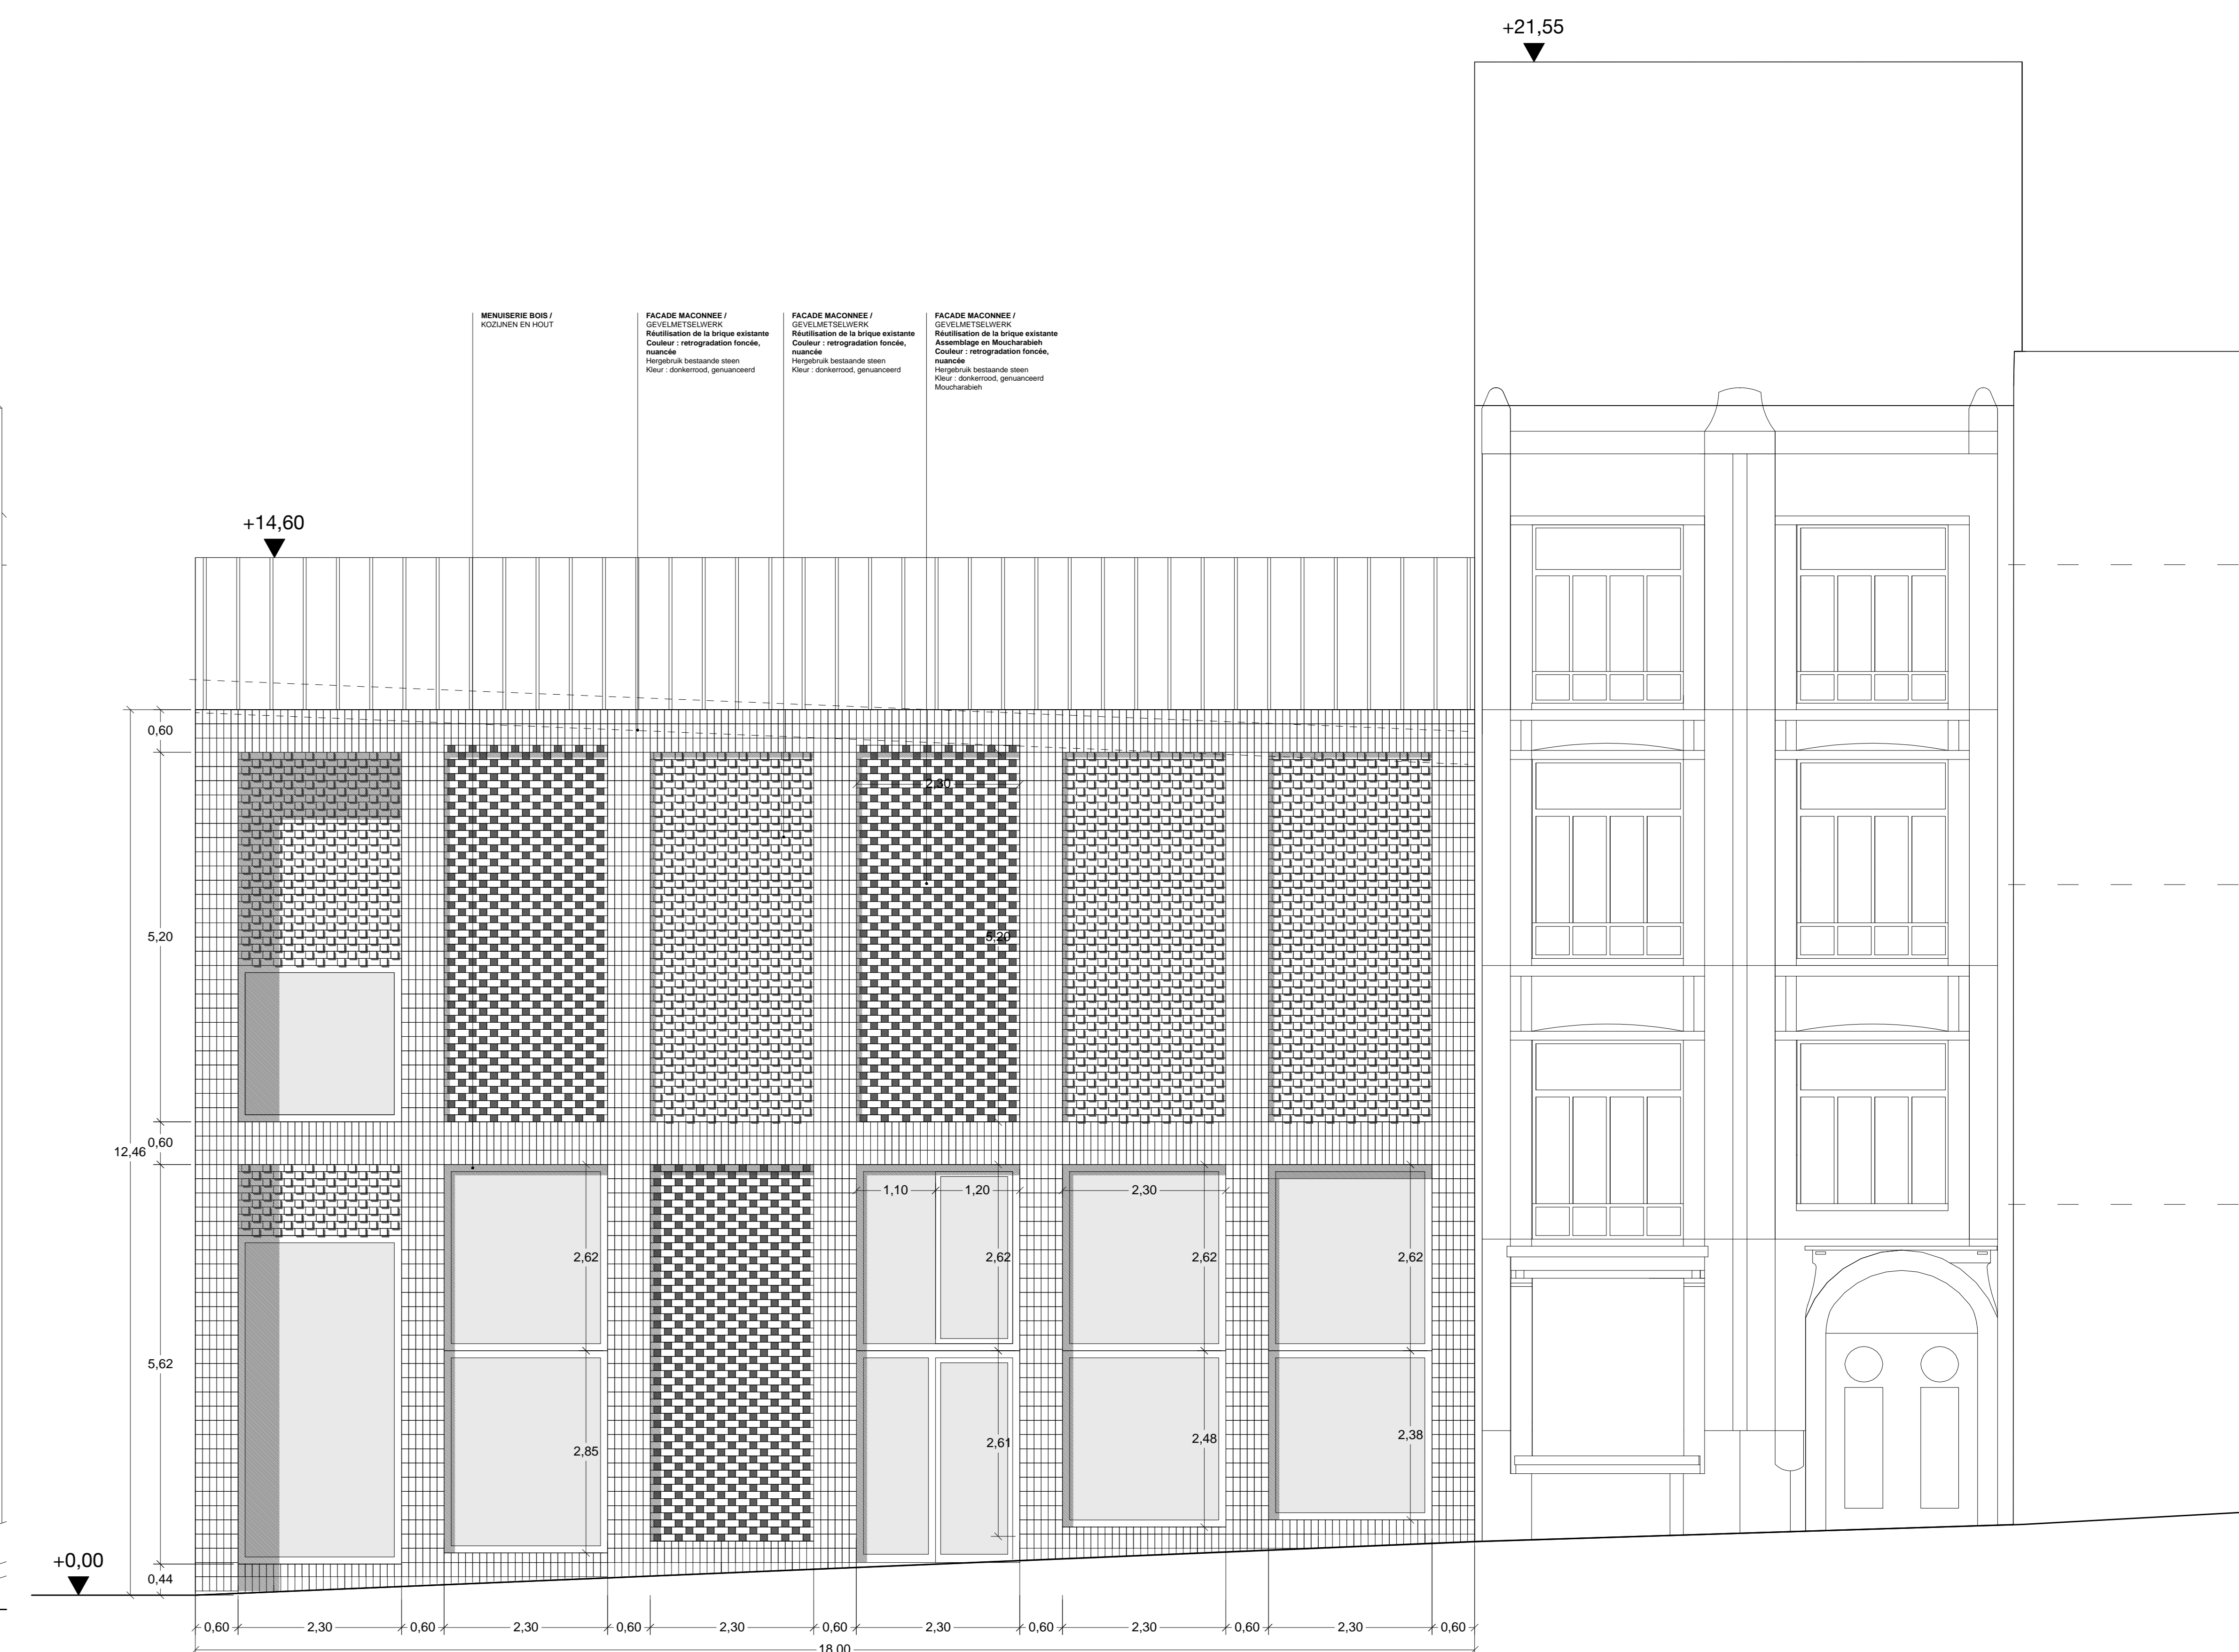 +21,55
MENUISERIE BOIS /
KOZIJNEN EN HOUT
FACADE MACONNEE /
GEVELMETSELWERK
Réutilisation de la brique existante
Couleur : retrogradation foncée,
nuancée
Hergebruik bestaande steen
Kleur : donkerrood, genuanceerd
FACADE MACONNEE /
GEVELMETSELWERK
Réutilisation de la brique existante
Couleur : retrogradation foncée,
nuancée
Hergebruik bestaande steen
Kleur : donkerrood, genuanceerd
FACADE MACONNEE /
GEVELMETSELWERK
Réutilisation de la brique existante
Assemblage en Moucharabieh
Couleur : retrogradation foncée,
nuancée
Hergebruik bestaande steen
Kleur : donkerrood, genuanceerd
Moucharabieh
+14,60
0,60
2,30
5,20
5,20
0,60
12,46
1,10
1,20
2,30
2,62
2,62
2,62
2,62
5,62
2,85
2,61
2,48
2,38
+0,00
0,44
0,60
2,30
0,60
2,30
0,60
2,30
0,60
2,30
0,60
2,30
0,60
2,30
0,60
18,00